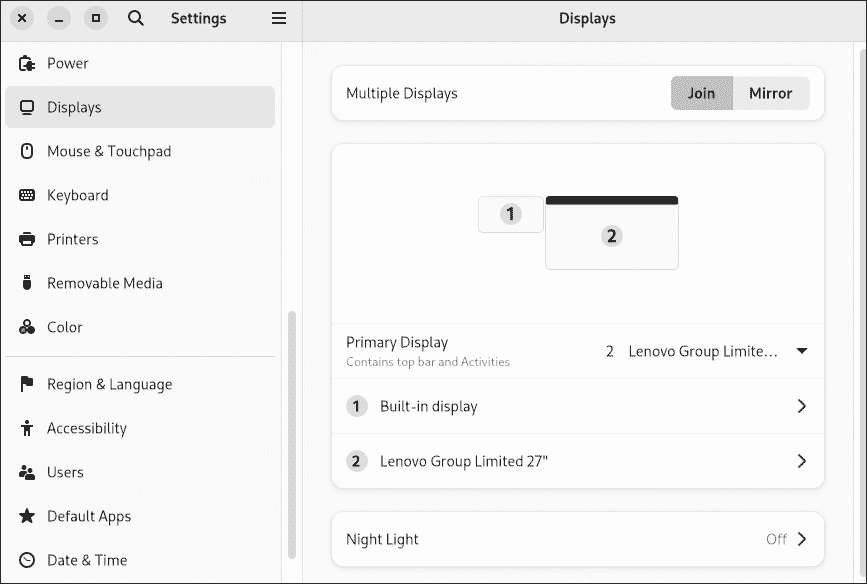 Settings
Power
Displays
Mouse & Touchpad
Keyboard
Printers
Removable Media
Color
Region & Language
Accessibility
Users
Default Apps
Date & Time
Displays
Multiple Displays
Join Mirror
1
2
Primary Display
Contains top bar and Activities
2 Lenovo Group Limite...
1 Built-in display
2 Lenovo Group Limited 27"
Night Light Off